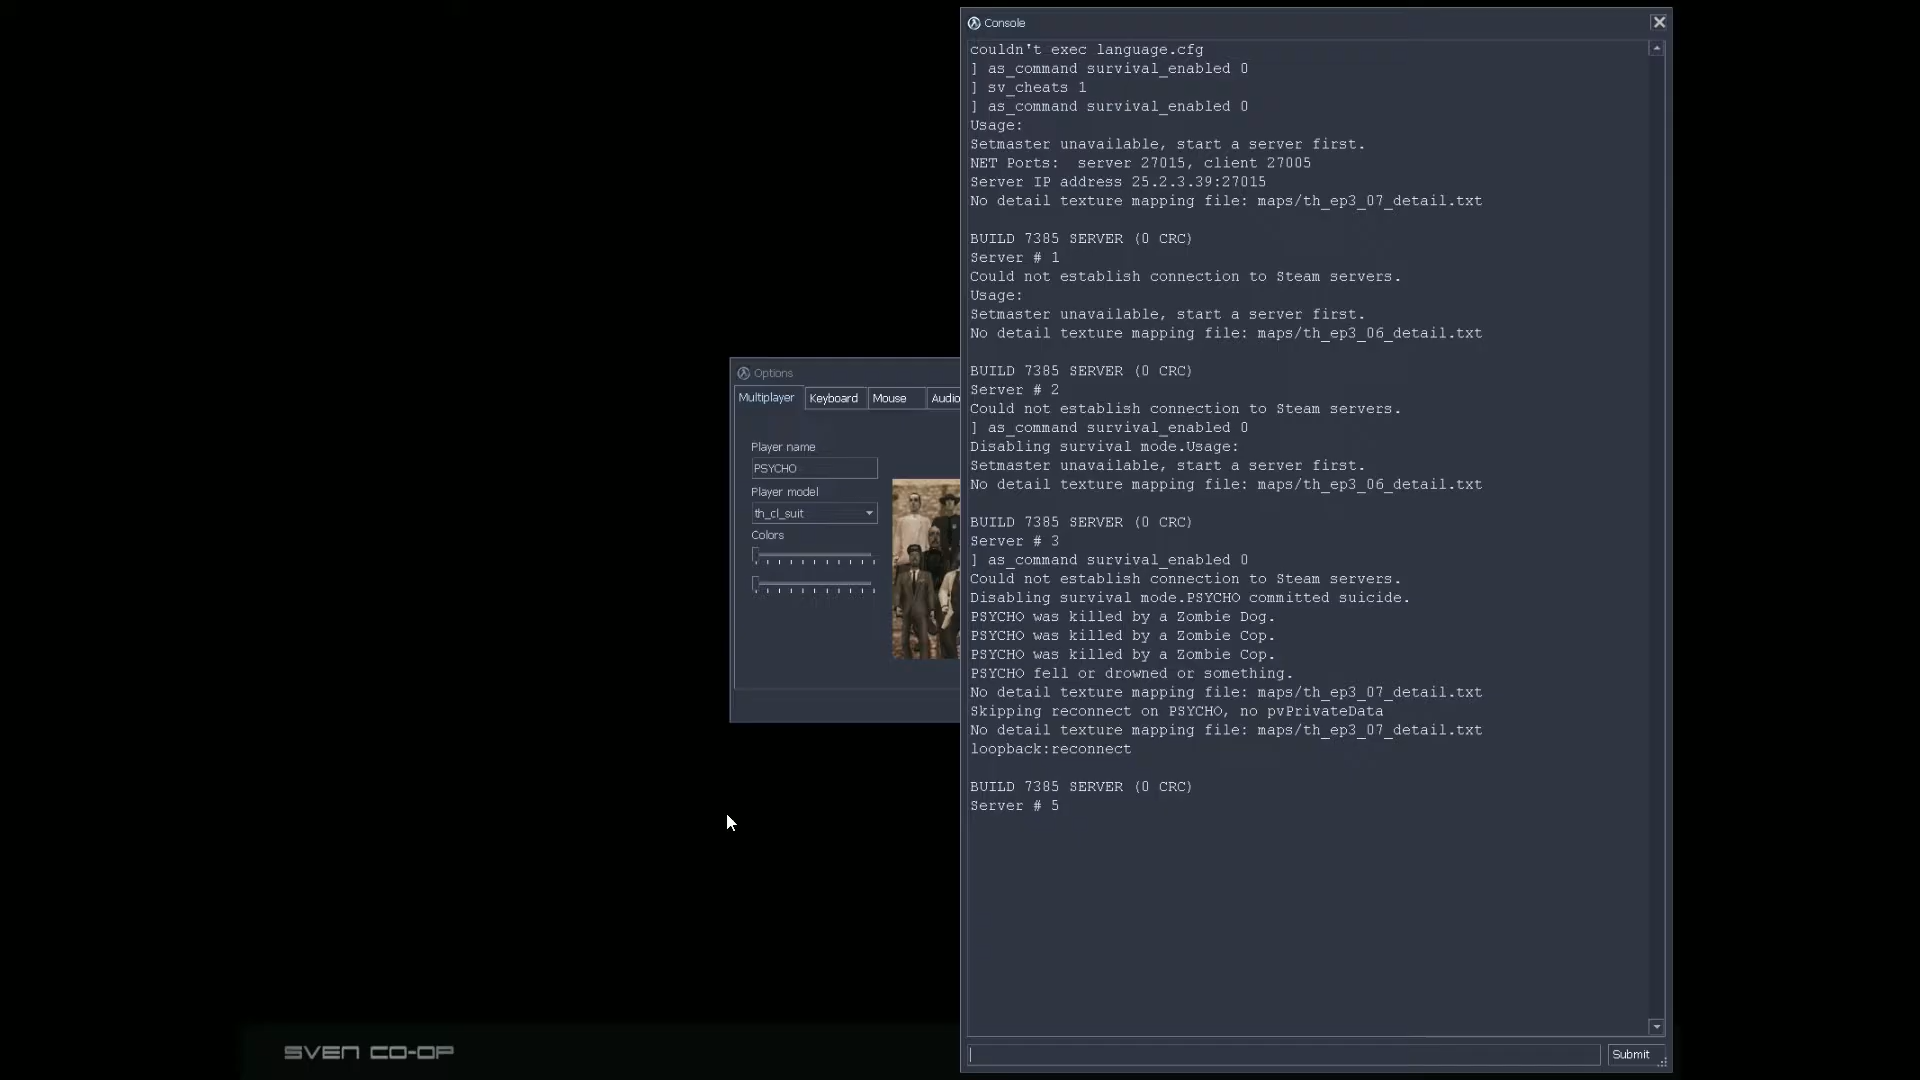 Console
couldn't exec language.cfg
] as_command survival_enabled 0
] sv_cheats 1
] as_command survival_enabled 0
Usage:
Setmaster unavailable, start a server first.
NET Ports:  server 27015, client 27005
Server IP address 25.2.3.39:27015
No detail texture mapping file: maps/th_ep3_07_detail.txt
BUILD 7385 SERVER (0 CRC)
Server # 1
Could not establish connection to Steam servers.
Usage:
Setmaster unavailable, start a server first.
No detail texture mapping file: maps/th_ep3_06_detail.txt
BUILD 7385 SERVER (0 CRC)
Server # 2
Could not establish connection to Steam servers.
] as_command survival_enabled 0
Disabling survival mode.Usage:
Setmaster unavailable, start a server first.
No detail texture mapping file: maps/th_ep3_06_detail.txt
BUILD 7385 SERVER (0 CRC)
Server # 3
] as_command survival_enabled 0
Could not establish connection to Steam servers.
Disabling survival mode.PSYCHO committed suicide.
PSYCHO was killed by a Zombie Dog.
PSYCHO was killed by a Zombie Cop.
PSYCHO was killed by a Zombie Cop.
PSYCHO fell or drowned or something.
No detail texture mapping file: maps/th_ep3_07_detail.txt
Skipping reconnect on PSYCHO, no pvPrivateData
No detail texture mapping file: maps/th_ep3_07_detail.txt
loopback:reconnect
BUILD 7385 SERVER (0 CRC)
Server # 5
Submit
Options
Multiplayer Keyboard Mouse Audio
Player name
PSYCHO
Player model
th_cl_suit
Colors
SVEN CO-OP